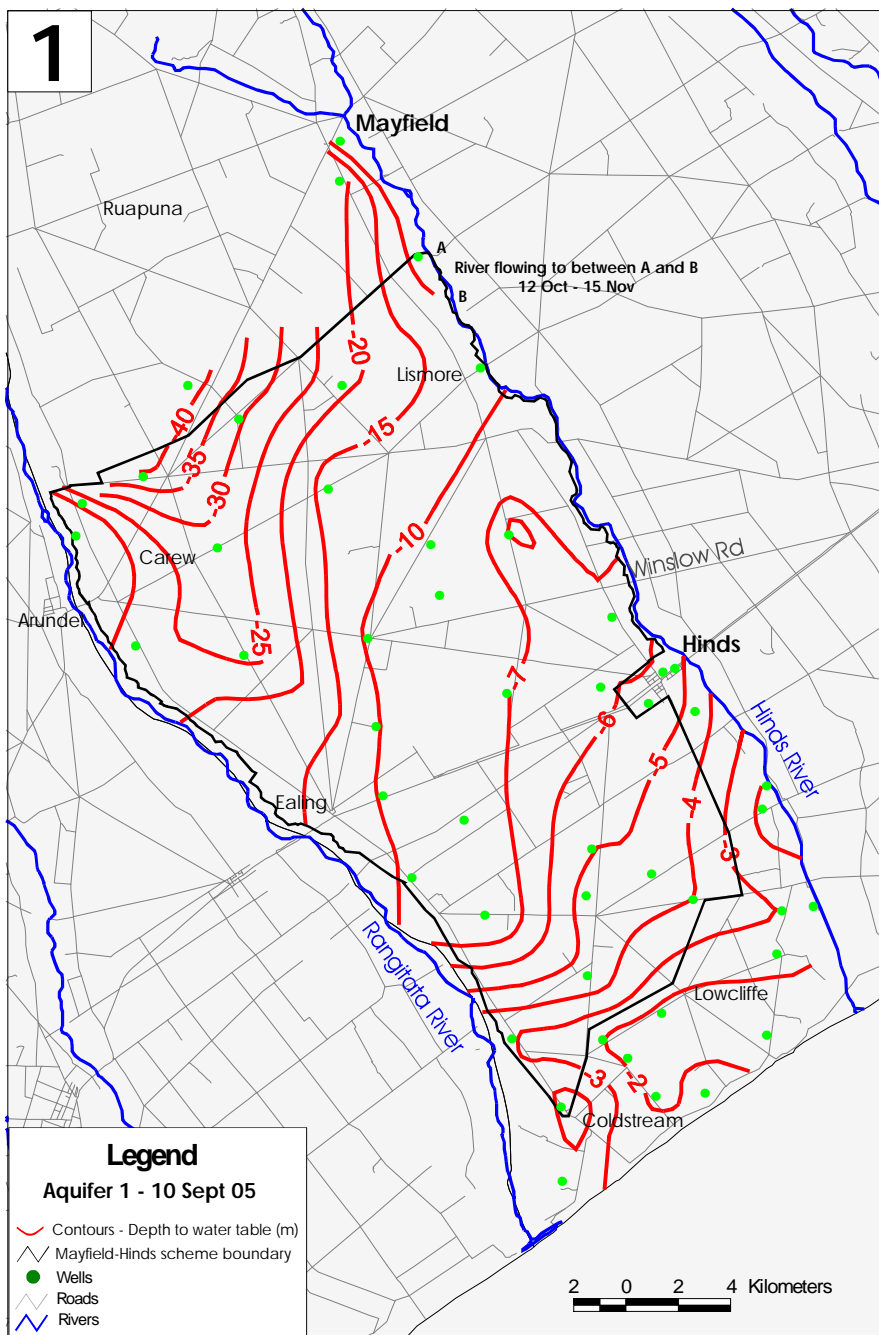 1
Mayfield
Ruapuna
A
River flowing to between A and B
12 Oct - 15 Nov
B
-20
Lismore
-40
-15
-35
-30
-10
Carew
Winslow Rd
Arundel
-25
Hinds
-7
-6
Hinds River
-5
-4
Ealing
-3
Rangitata River
Lowcliffe
-3
-2
Coldstream
Legend
Aquifer 1 - 10 Sept 05
Contours - Depth to water table (m)
Mayfield-Hinds scheme boundary
Wells
Roads
Rivers
2 0 2 4 Kilometers